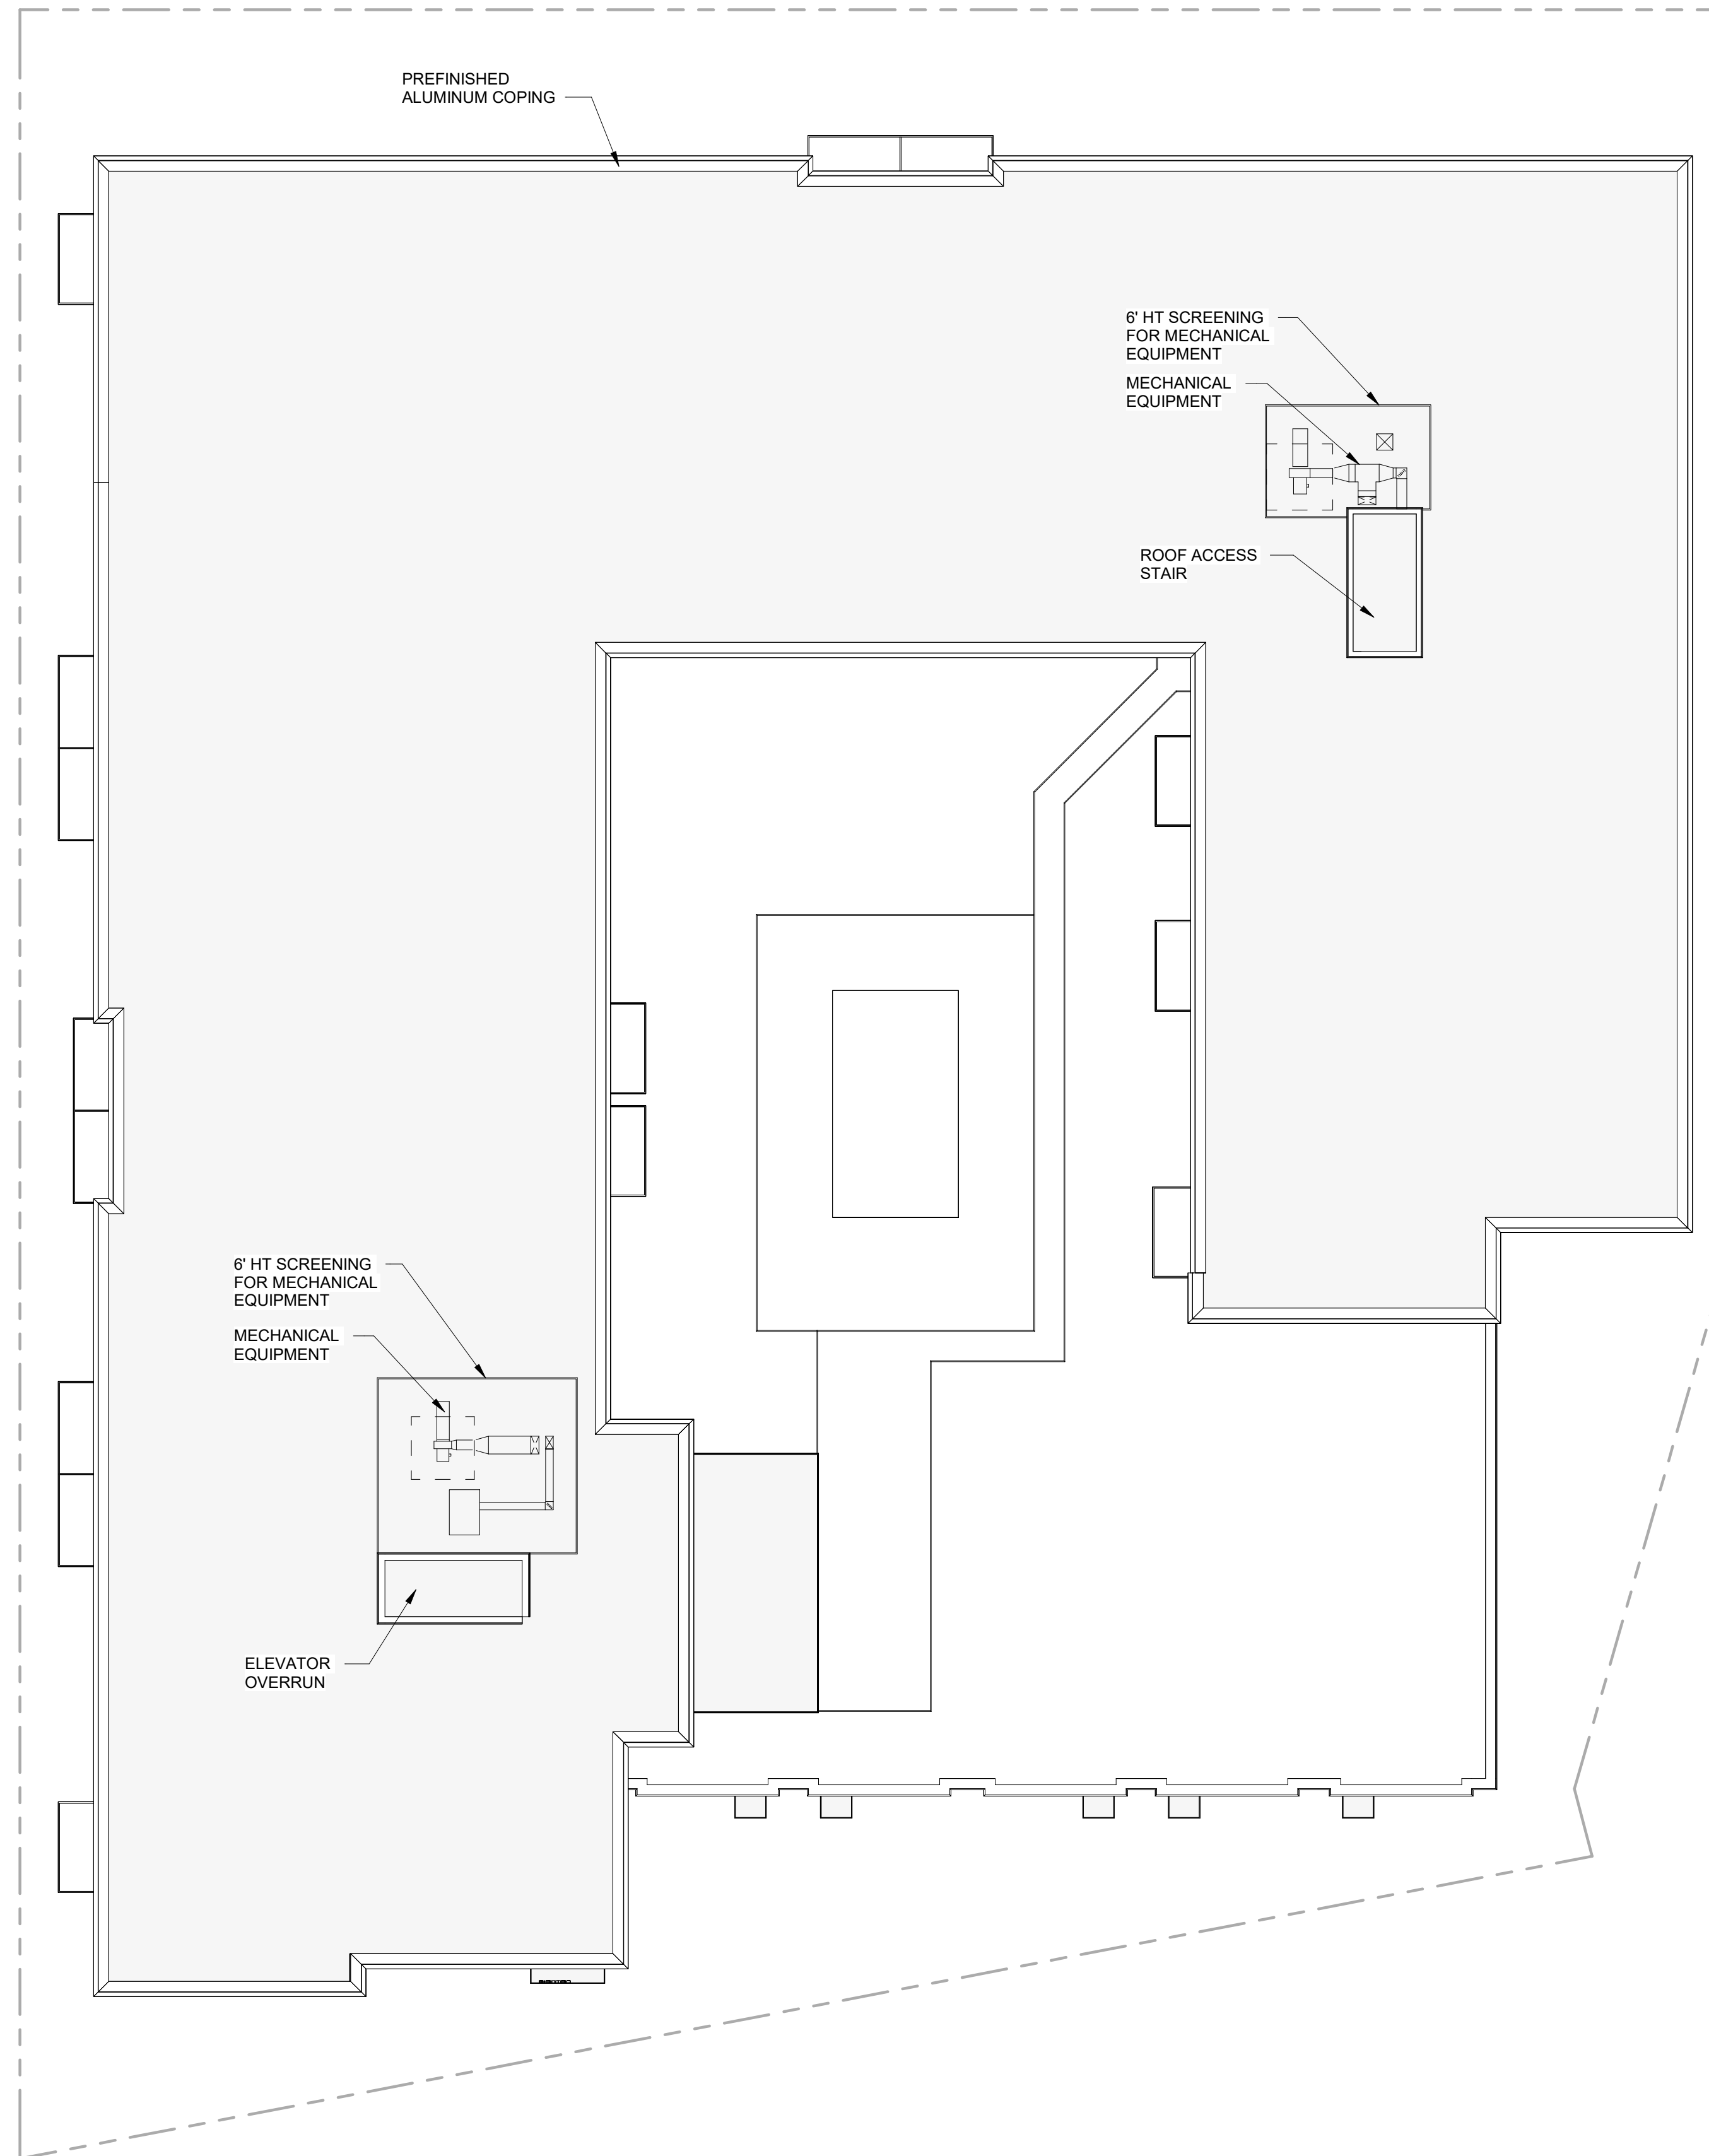 PREFINISHED
ALUMINUM COPING
6' HT SCREENING
FOR MECHANICAL
EQUIPMENT
MECHANICAL
EQUIPMENT
ROOF ACCESS
STAIR
6' HT SCREENING
FOR MECHANICAL
EQUIPMENT
MECHANICAL
EQUIPMENT
ELEVATOR
OVERRUN